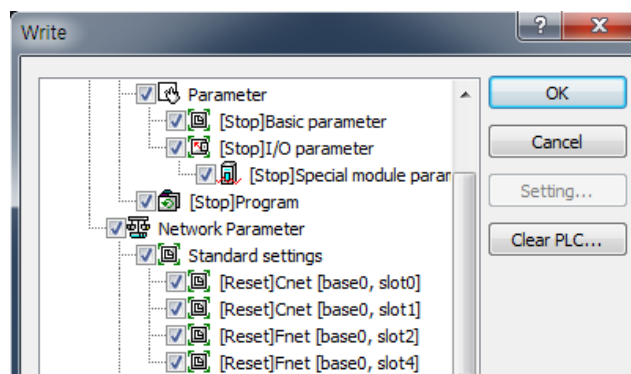 Write
?
X
Parameter
[Stop]Basic parameter
[Stop]I/O parameter
[Stop]Special module param
[Stop]Program
Network Parameter
Standard settings
[Reset]Cnet [base0, slot0]
[Reset]Cnet [base0, slot1]
[Reset]Fnet [base0, slot2]
[Reset]Fnet [base0, slot4]
OK
Cancel
Setting...
Clear PLC...